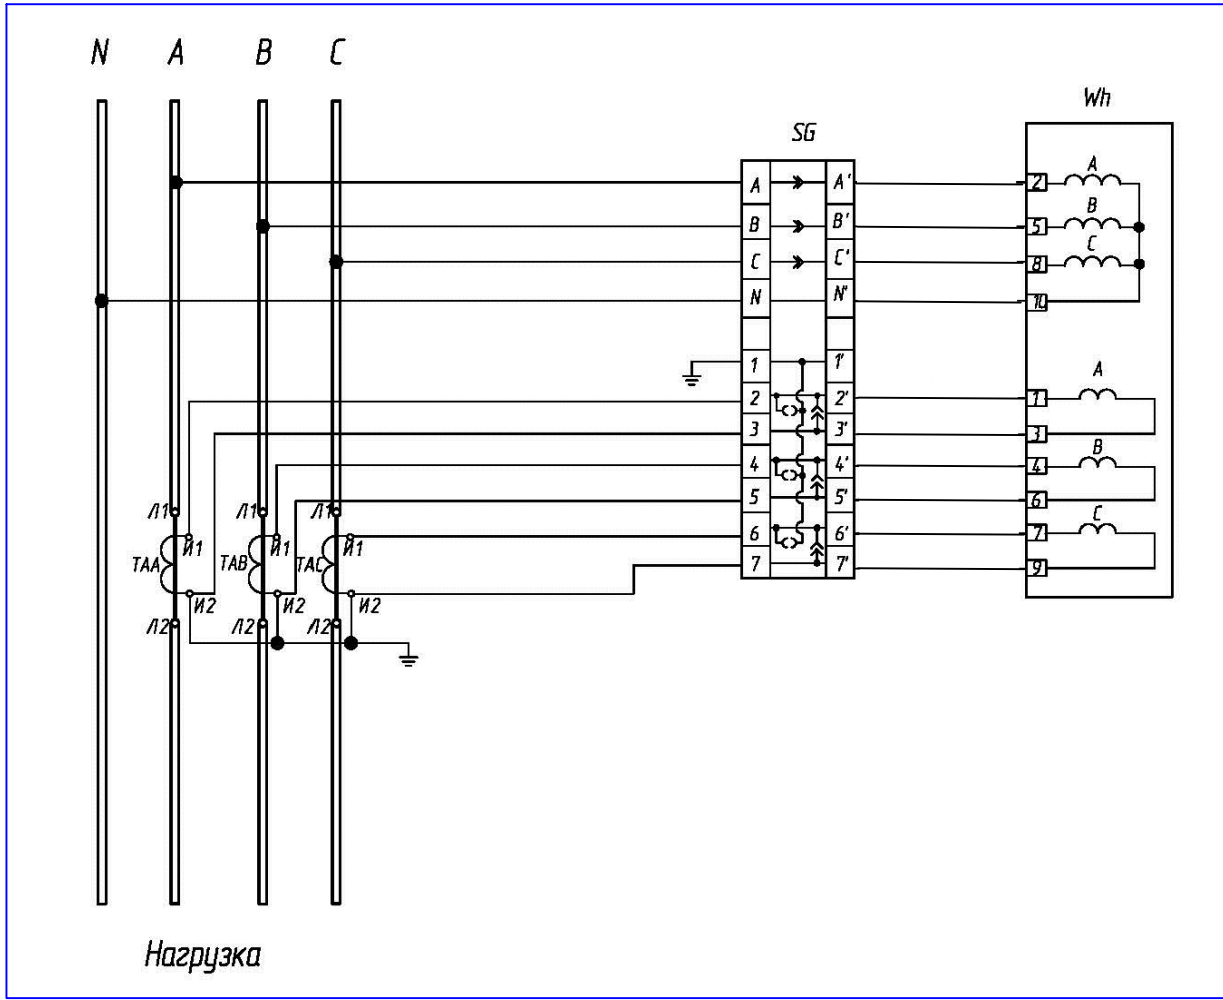 N A B C
Wh
SG
A A' 2 A
B B' 5 B
C C' 8 C
N N' 10
1 1'
2 2' 1 A
3 3' 3
4 4' 4 B
5 5' 6
6 6' 7 C
7 7' 9
Л1 Л1 Л1
И1 И1 И1
ТАА ТАВ ТАС
И2 И2 И2
Л2 Л2 Л2
Нагрузка